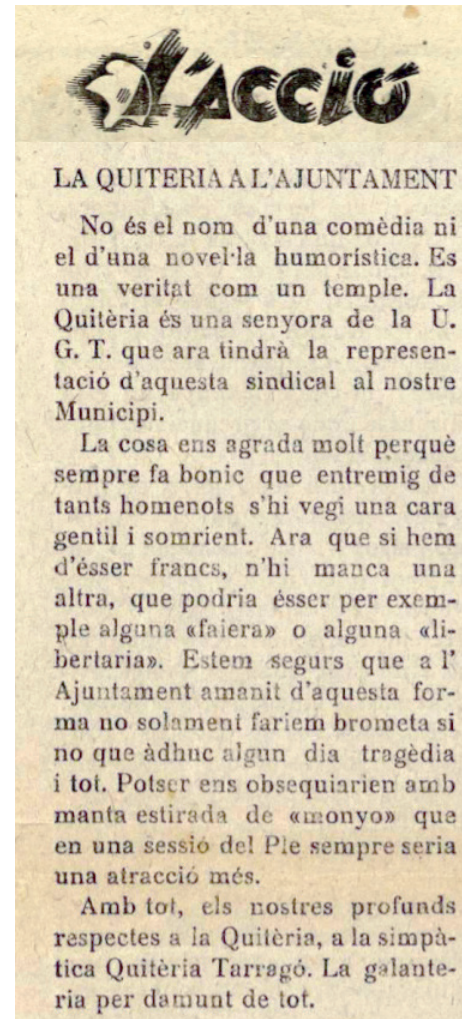 L'ACCIÓ
LA QUITERIA A L'AJUNTAMENT
No és el nom d'una comèdia ni
el d'una novel·la humorística. Es
una veritat com un temple. La
Quitèria és una senyora de la U.
G. T. que ara tindrà la represen-
tació d'aquesta sindical al nostre
Municipi.
La cosa ens agrada molt perquè
sempre fa bonic que entremig de
tants homenots s'hi vegi una cara
gentil i somrient. Ara que si hem
d'ésser francs, n'hi manca una
altra, que podria ésser per exem-
ple alguna «faiera» o alguna «li-
bertaria». Estem segurs que a l'
Ajuntament amanit d'aquesta for-
ma no solament fariem brometa si
no que àdhuc algun dia tragèdia
i tot. Potser ens obsequiarien amb
manta estirada de «monyo» que
en una sessió del Ple sempre seria
una atracció més.
Amb tot, els nostres profunds
respectes a la Quitèria, a la simpà-
tica Quitèria Tarragó. La galante-
ria per damunt de tot.